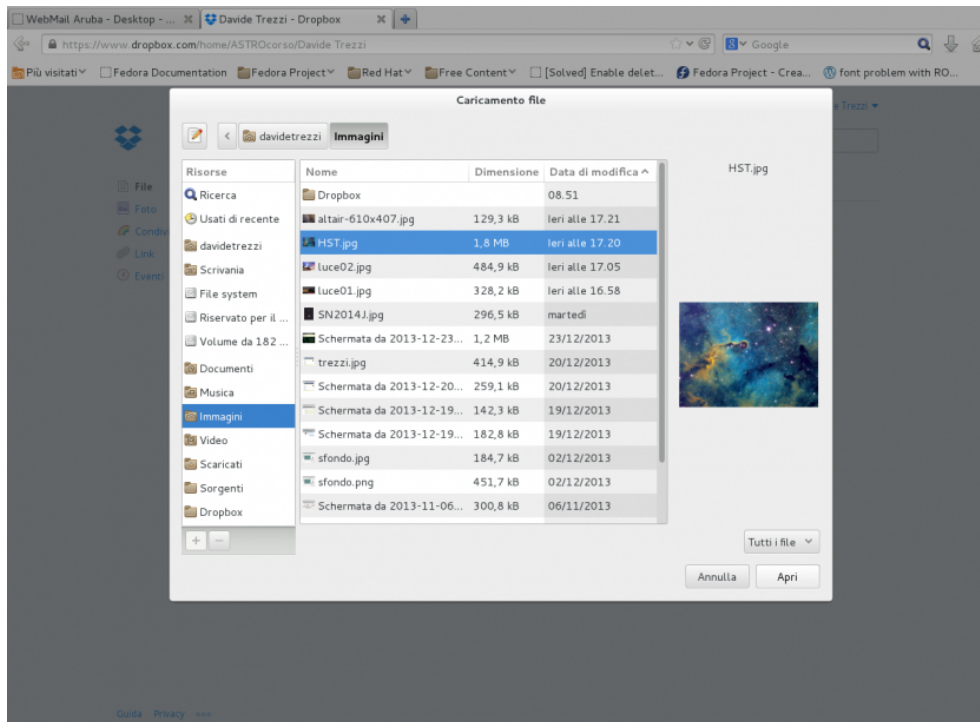 WebMail Aruba - Desktop - ... Davide Trezzi - Dropbox
https://www.dropbox.com/home/ASTROcorso/Davide Trezzi Google
Più visitati Fedora Documentation Fedora Project Red Hat Free Content [Solved] Enable delet... Fedora Project - Crea... font problem with RO...
Caricamento file
e Trezzi
davidetrezzi Immagini
File
Foto
Condivi
Link
Eventi
Risorse
Ricerca
Usati di recente
davidetrezzi
Scrivania
File system
Riservato per il ...
Volume da 182 ...
Documenti
Musica
Immagini
Video
Scaricati
Sorgenti
Dropbox
Nome Dimensione Data di modifica
Dropbox 08.51
altair-610x407.jpg 129,3 kB Ieri alle 17.21
HST.jpg 1,8 MB Ieri alle 17.20
luce02.jpg 484,9 kB Ieri alle 17.05
luce01.jpg 328,2 kB Ieri alle 16.58
SN2014J.jpg 296,5 kB martedì
Schermata da 2013-12-23... 1,2 MB 23/12/2013
trezzi.jpg 414,9 kB 20/12/2013
Schermata da 2013-12-20... 259,1 kB 20/12/2013
Schermata da 2013-12-19... 142,3 kB 19/12/2013
Schermata da 2013-12-19... 182,8 kB 19/12/2013
sfondo.jpg 184,7 kB 02/12/2013
sfondo.png 451,7 kB 02/12/2013
Schermata da 2013-11-06... 300,8 kB 06/11/2013
HST.jpg
Tutti i file
Annulla Apri
Guida Privacy